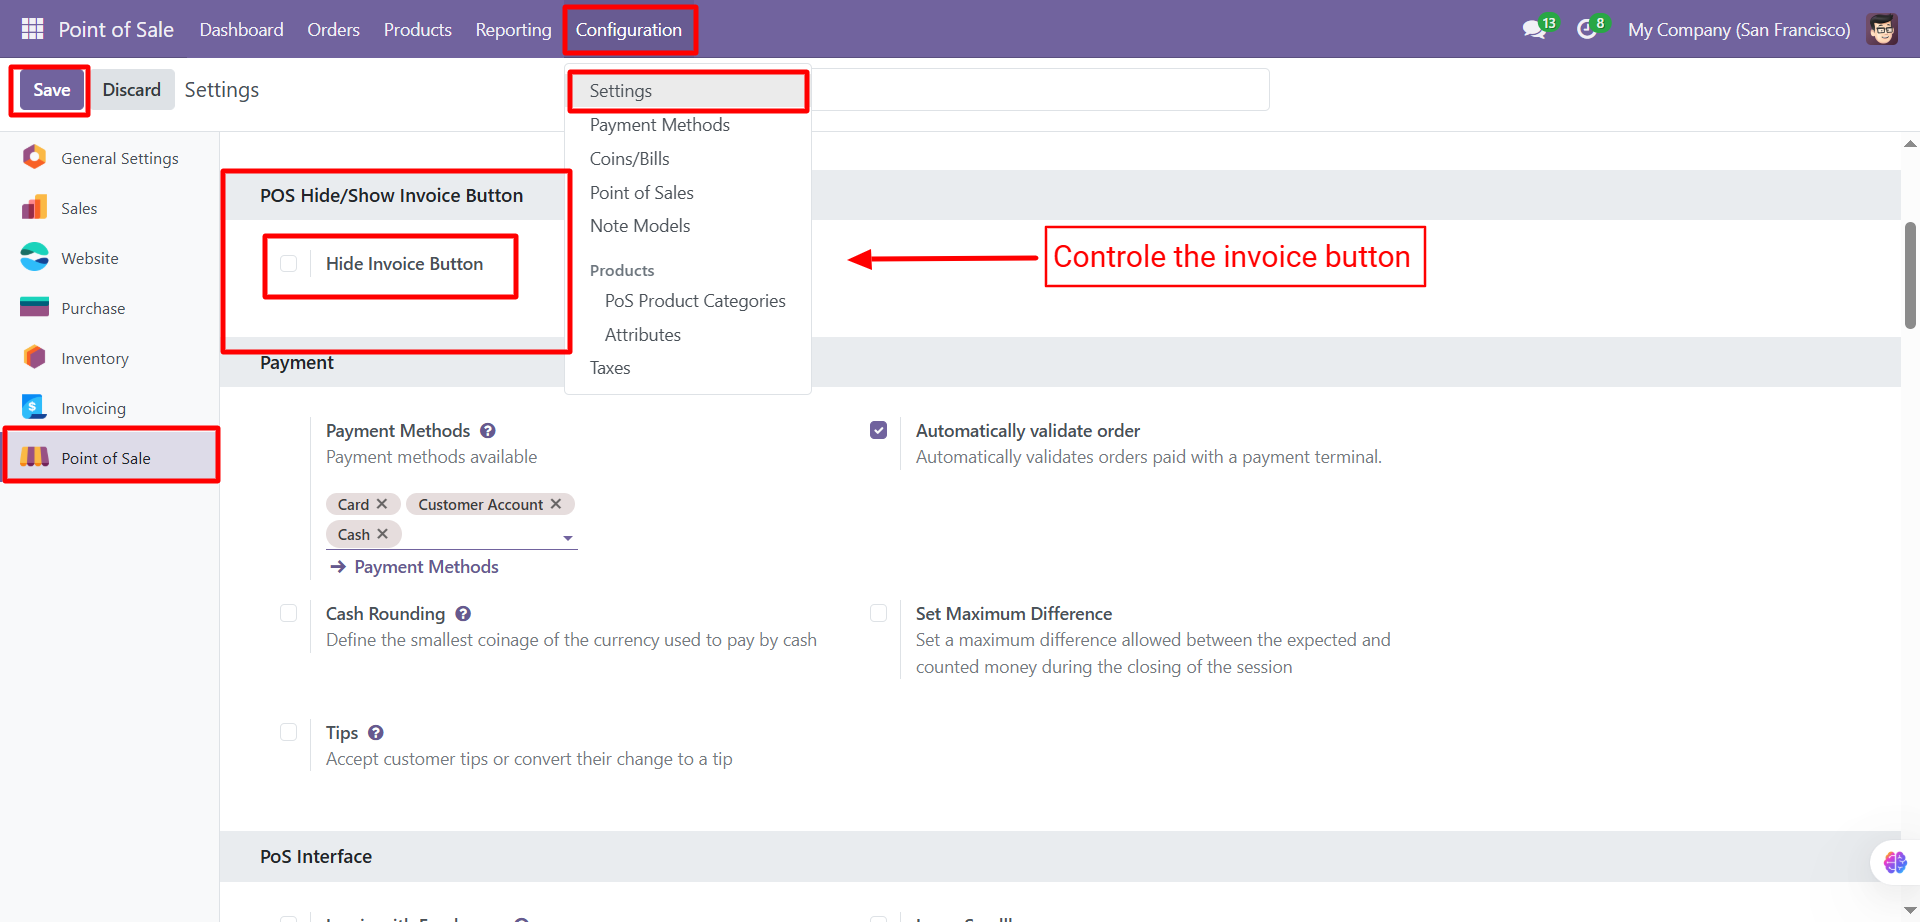 Point of Sale Dashboard Orders Products Reporting Configuration 13 8 My Company (San Francisco)
Save Discard Settings
Settings
Payment Methods
Coins/Bills
Point of Sales
Note Models
Products
PoS Product Categories
Attributes
Taxes
General Settings
Sales
Website
Purchase
Inventory
Invoicing
Point of Sale
POS Hide/Show Invoice Button
Hide Invoice Button
Controle the invoice button
Payment
Payment Methods ?
Payment methods available
Card ✕ Customer Account ✕
Cash ✕
→ Payment Methods
Automatically validate order
Automatically validates orders paid with a payment terminal.
Cash Rounding ?
Define the smallest coinage of the currency used to pay by cash
Set Maximum Difference
Set a maximum difference allowed between the expected and
counted money during the closing of the session
Tips ?
Accept customer tips or convert their change to a tip
PoS Interface